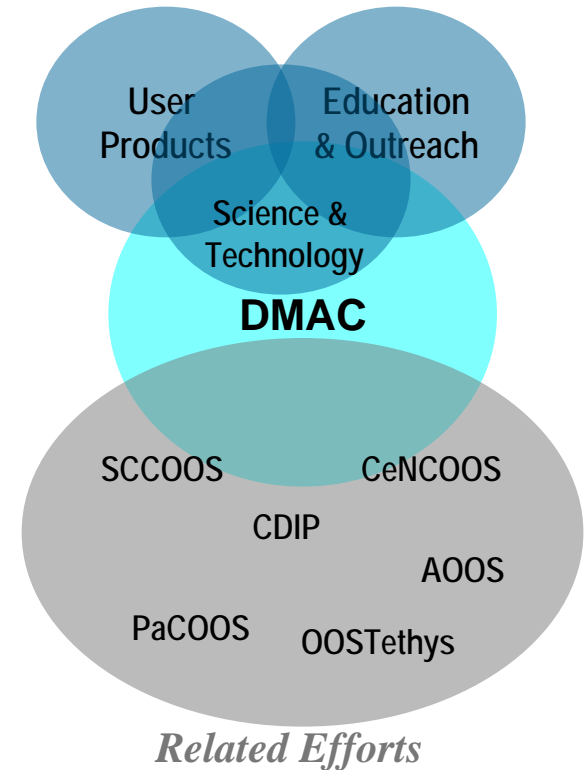 User
Products
Education
& Outreach
Science &
Technology
DMAC
SCCOOS
CeNCOOS
CDIP
AOOS
PaCOOS
OOSTethys
Related Efforts